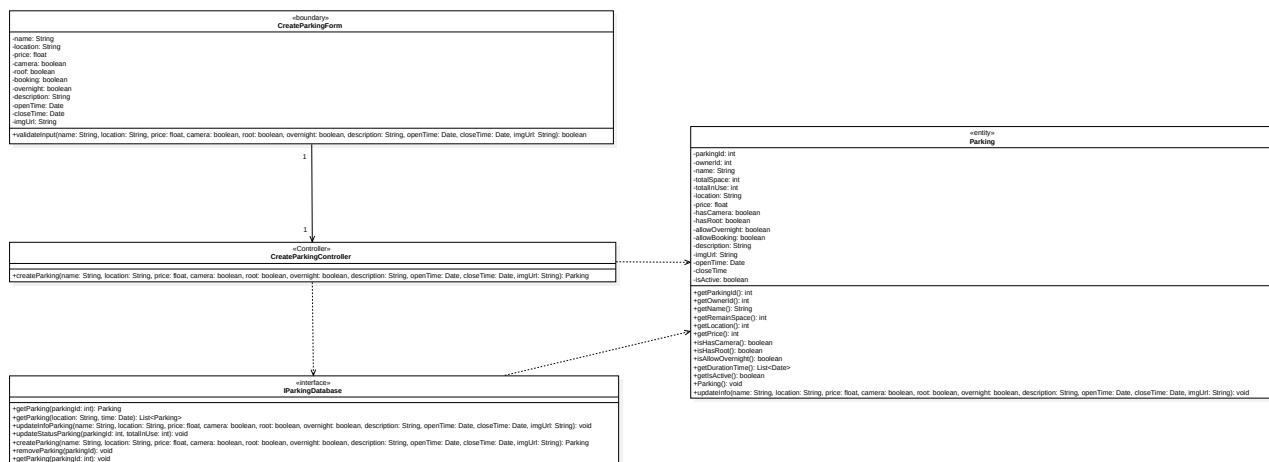 «boundary»
CreateParkingForm
-name: String
-location: String
-price: float
-camera: boolean
-roof: boolean
-booking: boolean
-overnight: boolean
-description: String
-openTime: Date
-closeTime: Date
-imgUrl: String
+validateInput(name: String, location: String, price: float, camera: boolean, root: boolean, overnight: boolean, description: String, openTime: Date, closeTime: Date, imgUrl: String): boolean
1
1
«Controller»
CreateParkingController
+createParking(name: String, location: String, price: float, camera: boolean, root: boolean, overnight: boolean, description: String, openTime: Date, closeTime: Date, imgUrl: String): Parking
«interface»
IParkingDatabase
+getParking(parkingId: int): Parking
+getParking(location: String, time: Date): List<Parking>
+updateInfoParking(name: String, location: String, price: float, camera: boolean, root: boolean, overnight: boolean, description: String, openTime: Date, closeTime: Date, imgUrl: String): void
+updateStatusParking(parkingId: int, totalInUse: int): void
+createParking(name: String, location: String, price: float, camera: boolean, root: boolean, overnight: boolean, description: String, openTime: Date, closeTime: Date, imgUrl: String): Parking
+removeParking(parkingId): void
+getParking(parkingId: int): void
«entity»
Parking
-parkingId: int
-ownerId: int
-name: String
-totalSpace: int
-totalInUse: int
-location: String
-price: float
-hasCamera: boolean
-hasRoot: boolean
-allowOvernight: boolean
-allowBooking: boolean
-description: String
-imgUrl: String
-openTime: Date
-closeTime
-isActive: boolean
+getParkingId(): int
+getOwnerId(): int
+getName(): String
+getRemainSpace(): int
+getLocation(): int
+getPrice(): int
+isHasCamera(): boolean
+isHasRoot(): boolean
+isAllowOvernight(): boolean
+getDurationTime(): List<Date>
+getIsActive(): boolean
+Parking(): void
+updateInfo(name: String, location: String, price: float, camera: boolean, root: boolean, overnight: boolean, description: String, openTime: Date, closeTime: Date, imgUrl: String): void